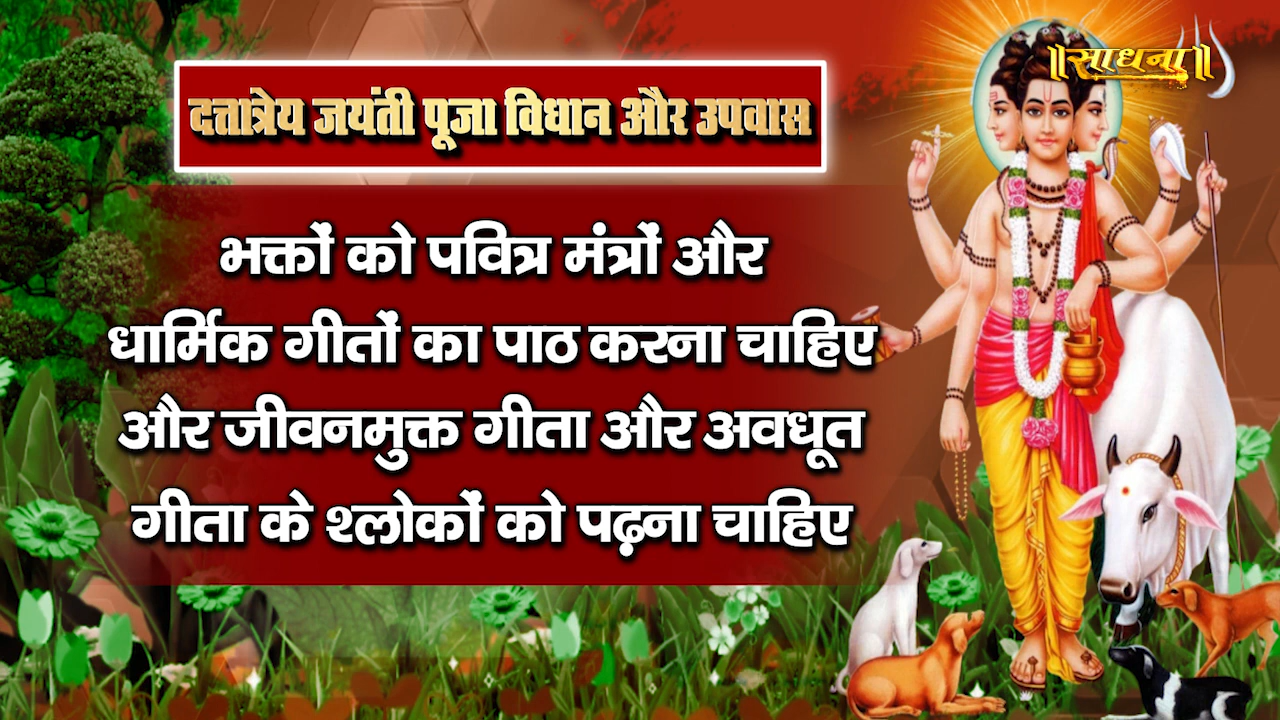 ॥साधना॥
दत्तात्रेय जयंती पूजा विधान और उपवास
भक्तों को पवित्र मंत्रों और
धार्मिक गीतों का पाठ करना चाहिए
और जीवनमुक्त गीता और अवधूत
गीता के श्लोकों को पढ़ना चाहिए